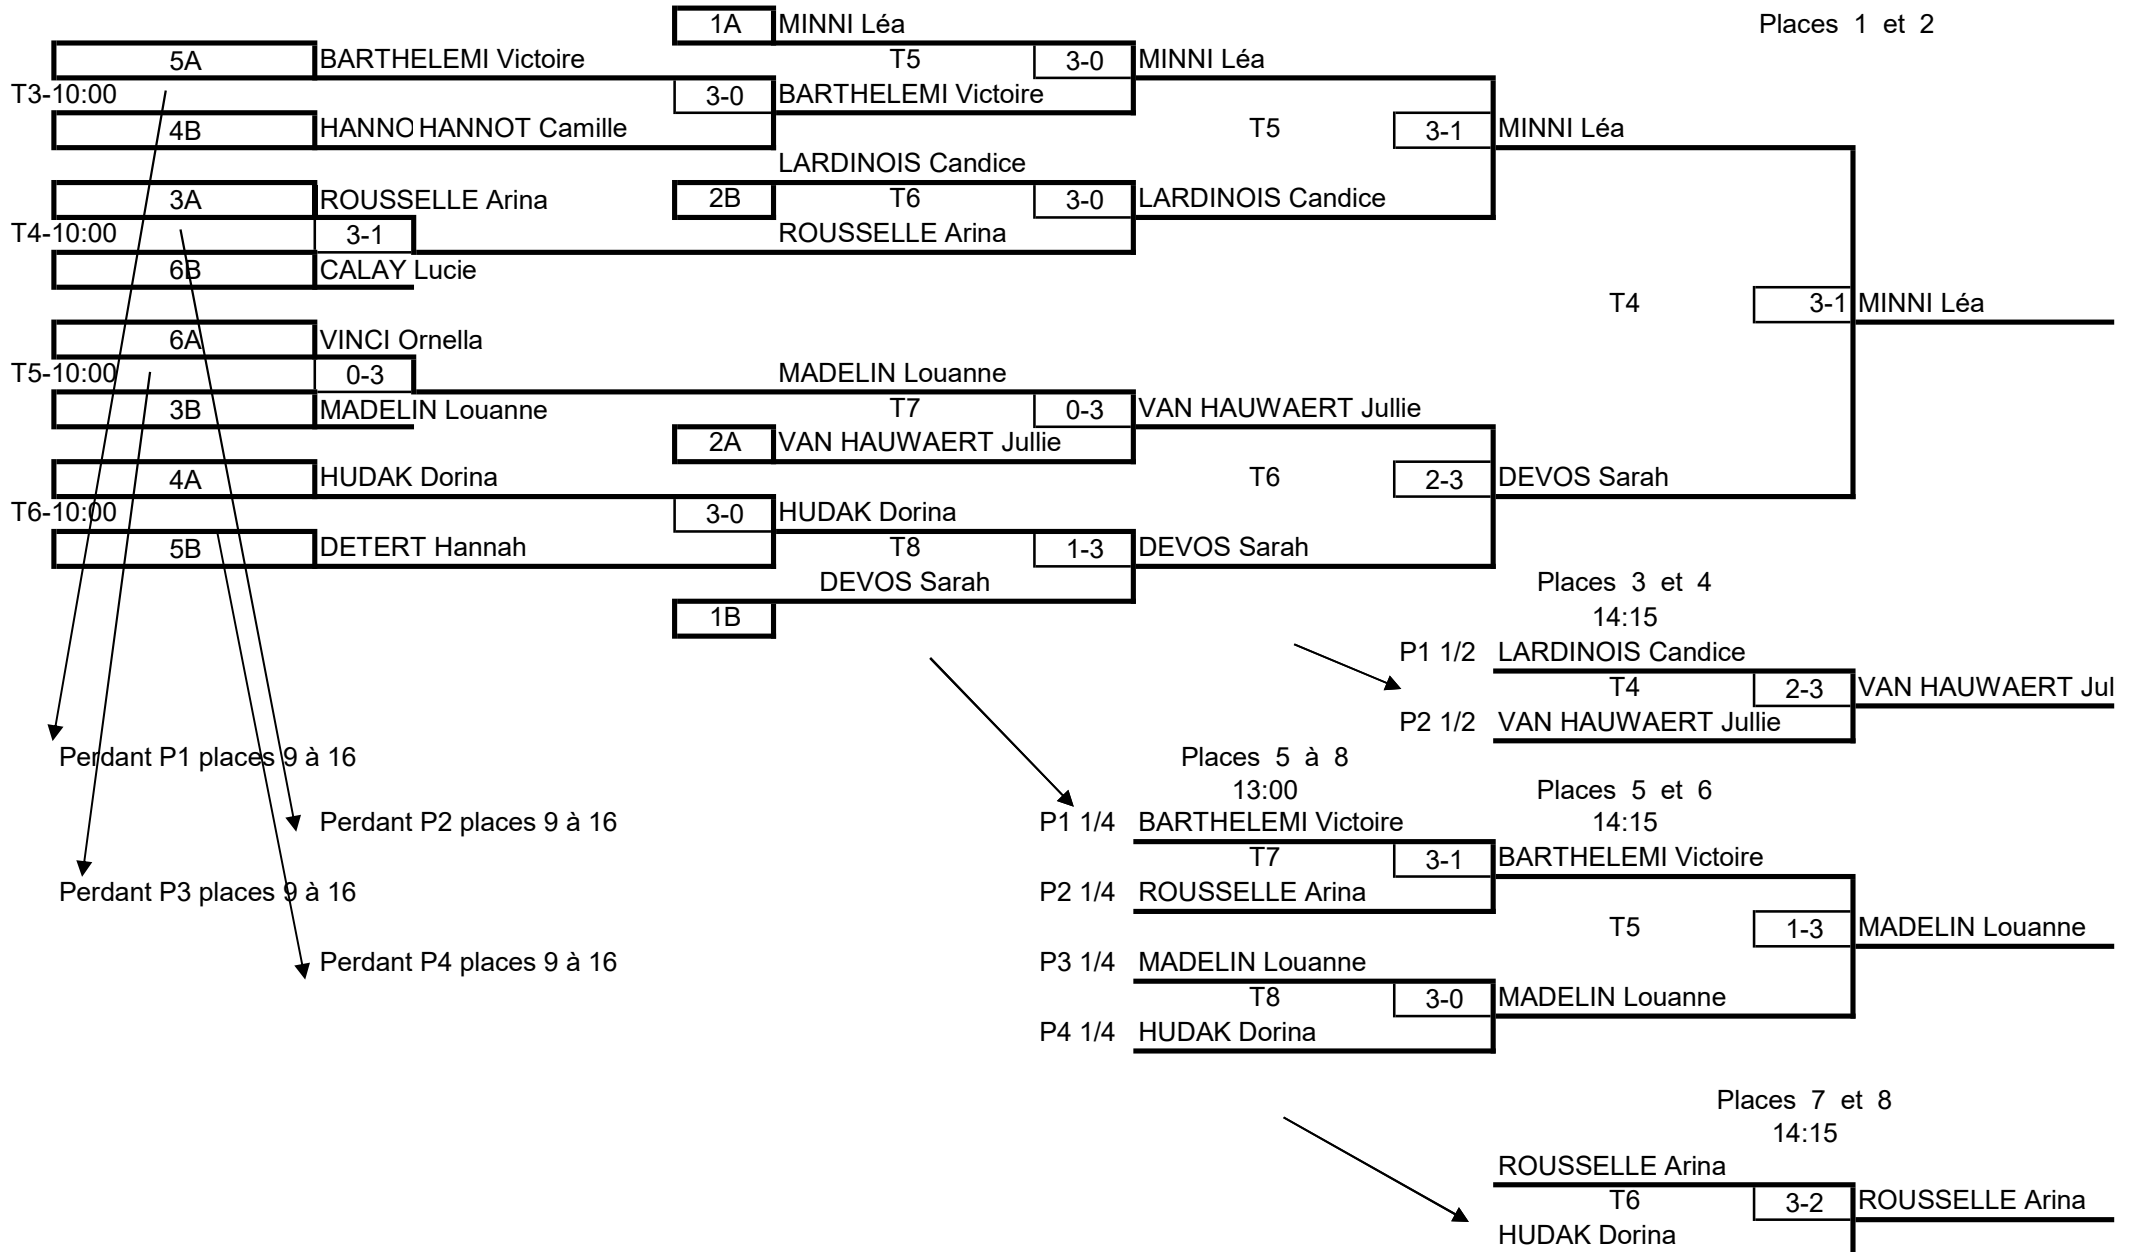 1A MINNI Léa Places 1 et 2
5A BARTHELEMI Victoire T5 3-0 MINNI Léa
T3-10:00 3-0 BARTHELEMI Victoire
4B HANNO HANNOT Camille T5 3-1 MINNI Léa
LARDINOIS Candice
3A ROUSSELLE Arina 2B T6 3-0 LARDINOIS Candice
T4-10:00 3-1 ROUSSELLE Arina
6B CALAY Lucie
T4 3-1 MINNI Léa
6A VINCI Ornella
T5-10:00 0-3 MADELIN Louanne
3B MADELIN Louanne T7 0-3 VAN HAUWAERT Jullie
2A VAN HAUWAERT Jullie
4A HUDAK Dorina T6 2-3 DEVOS Sarah
T6-10:00 3-0 HUDAK Dorina
5B DETERT Hannah T8 1-3 DEVOS Sarah
DEVOS Sarah Places 3 et 4
1B 14:15
P1 1/2 LARDINOIS Candice
T4 2-3 VAN HAUWAERT Jul
P2 1/2 VAN HAUWAERT Jullie
Perdant P1 places 9 à 16 Places 5 à 8
13:00 Places 5 et 6
Perdant P2 places 9 à 16 P1 1/4 BARTHELEMI Victoire 14:15
T7 3-1 BARTHELEMI Victoire
Perdant P3 places 9 à 16 P2 1/4 ROUSSELLE Arina
T5 1-3 MADELIN Louanne
Perdant P4 places 9 à 16 P3 1/4 MADELIN Louanne
T8 3-0 MADELIN Louanne
P4 1/4 HUDAK Dorina
Places 7 et 8
14:15
ROUSSELLE Arina
T6 3-2 ROUSSELLE Arina
HUDAK Dorina